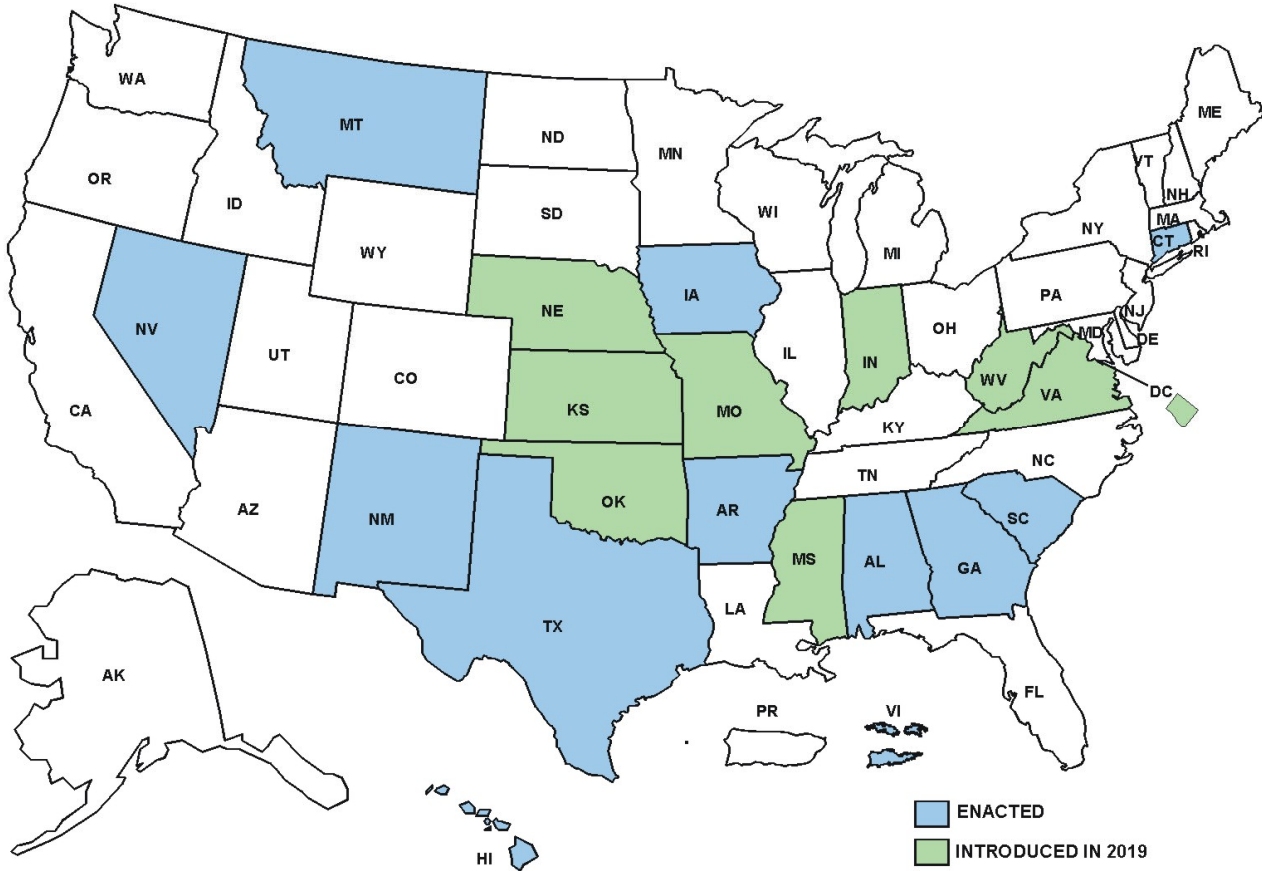 WA
MT
ND
MN
ME
OR
ID
SD
WI
VT
NH
WY
MI
NY
MA
CT
RI
NV
NE
IA
PA
UT
CO
IL
IN
OH
NJ
MD
DE
CA
KS
MO
WV
VA
DC
KY
AZ
NM
OK
AR
TN
NC
TX
LA
MS
AL
GA
SC
AK
FL
PR
VI
HI
ENACTED
INTRODUCED IN 2019